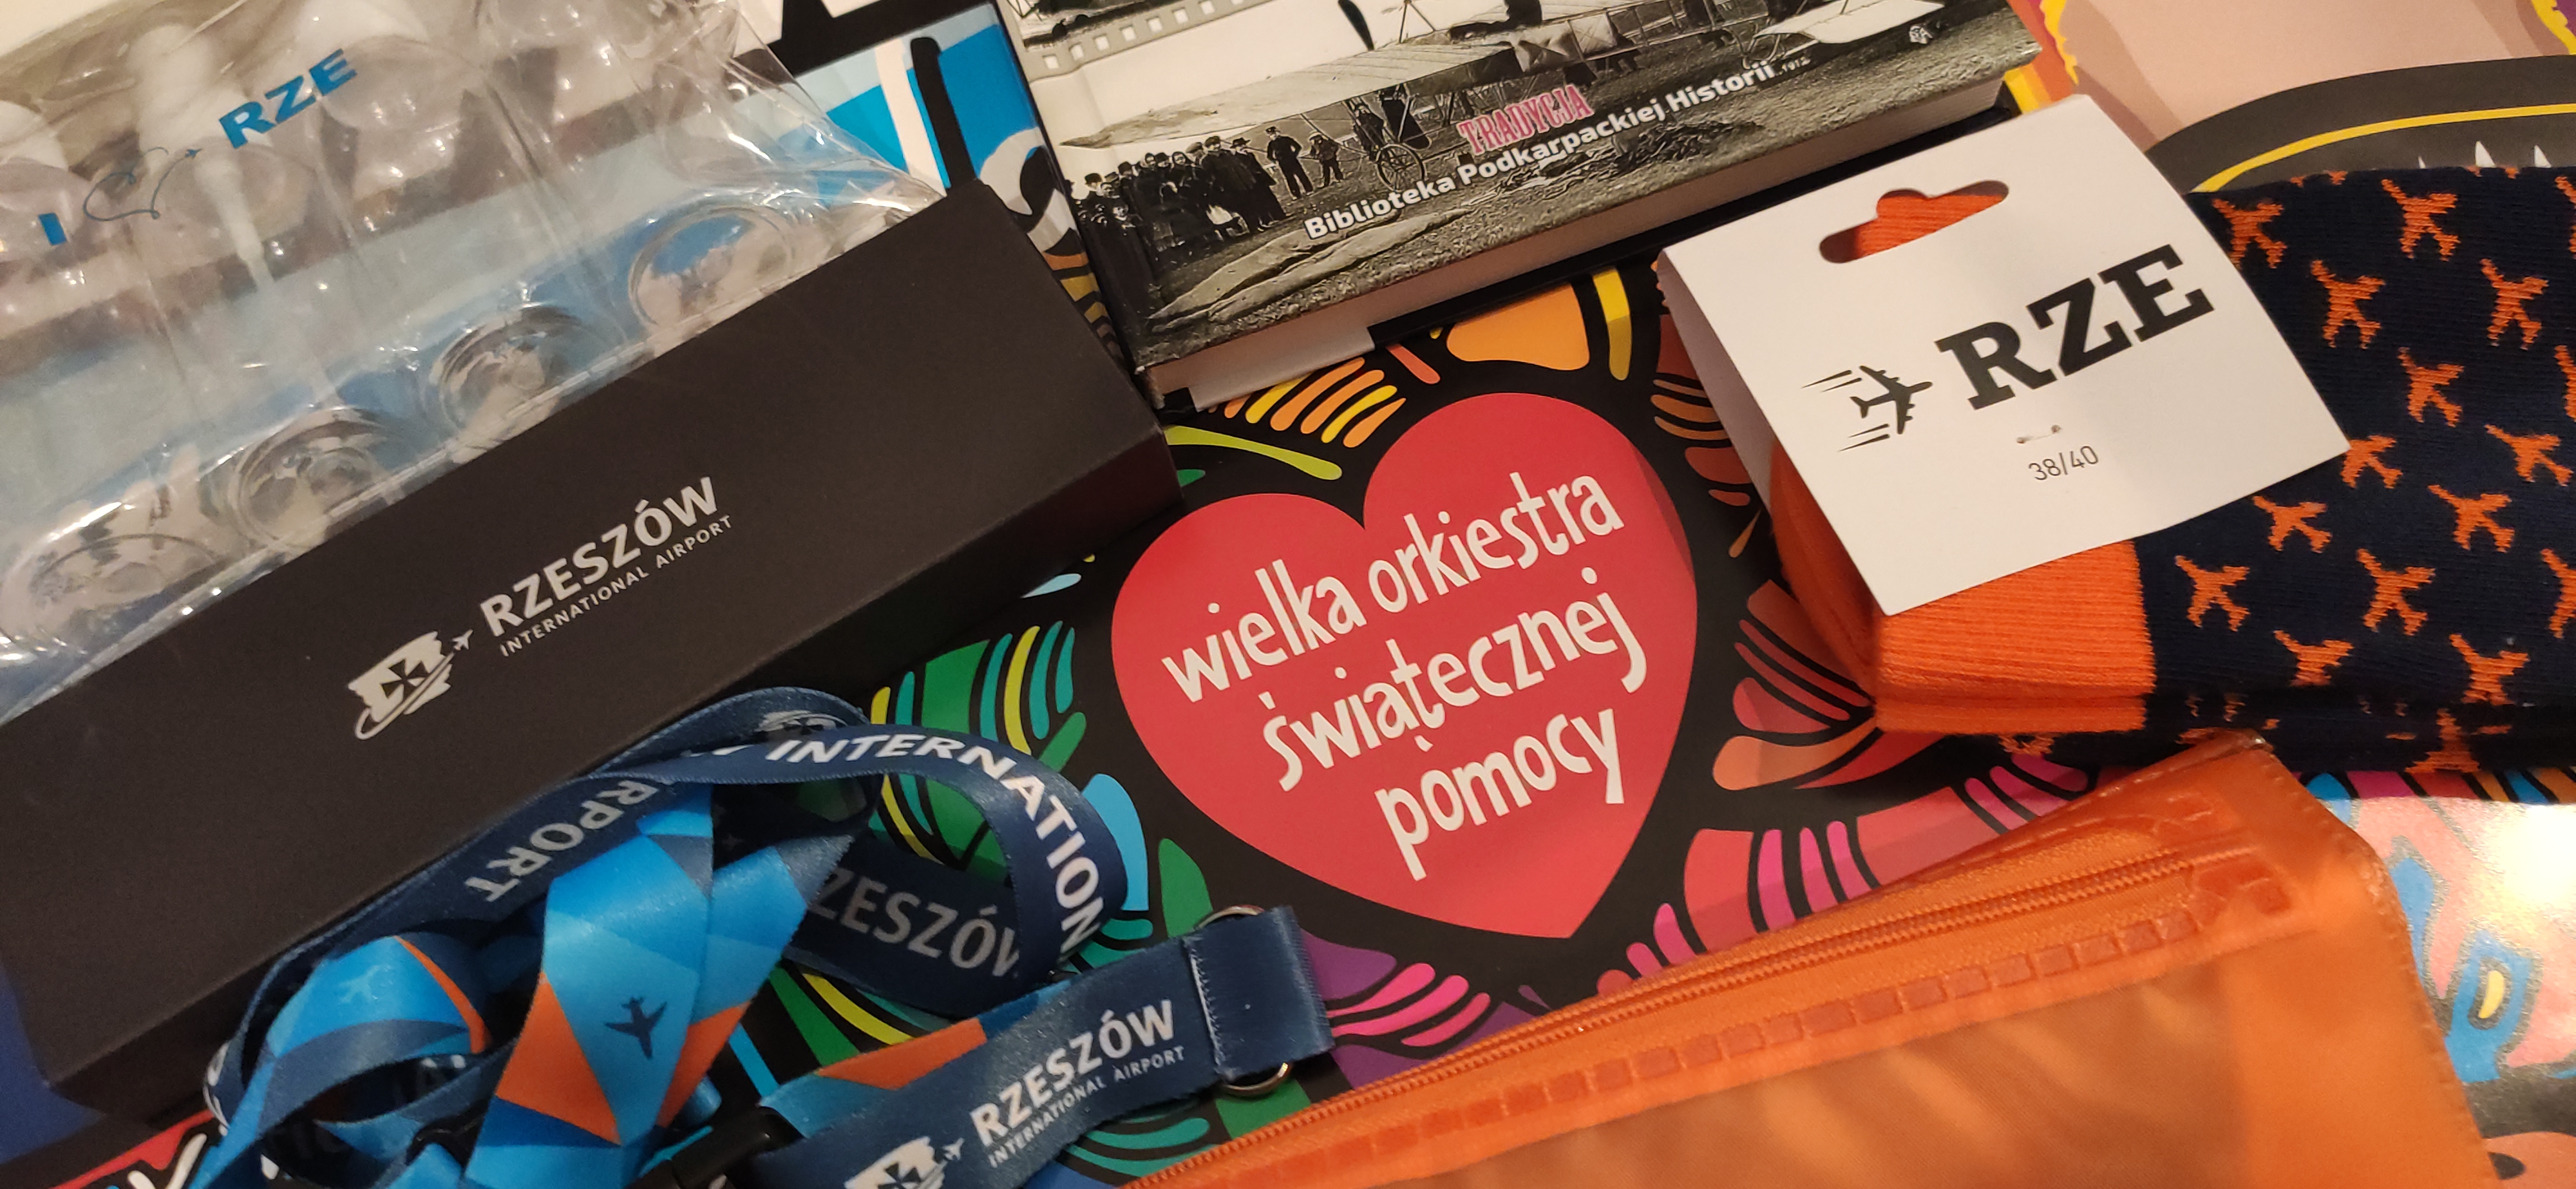 I RZE
TRADYCJA
Biblioteka Podkarpackiej Historii
RZE
38/40
RZESZÓW
INTERNATIONAL AIRPORT
wielka orkiestra
świątecznej
pomocy
INTERNATION
RPORT
ZESZÓW
RZESZÓW
INTERNATIONAL AIRPORT